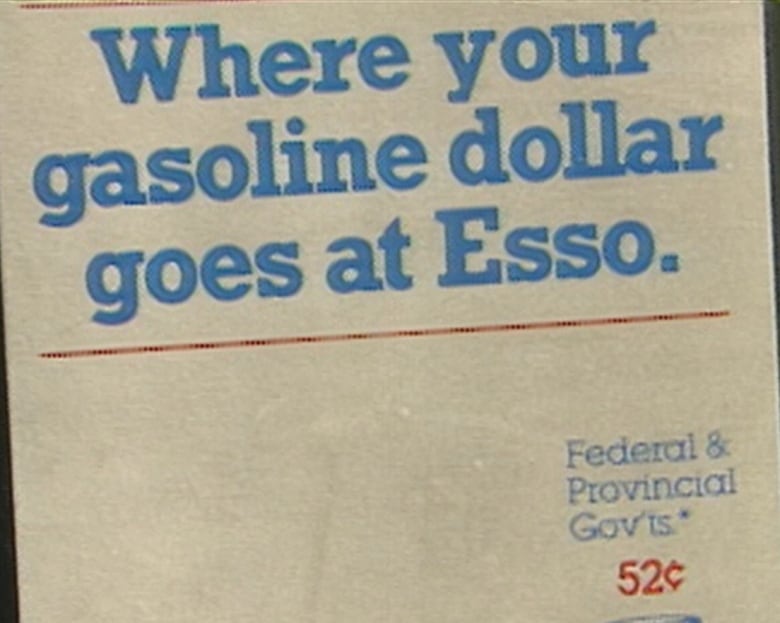 Where your
gasoline dollar
goes at Esso.
Federal &
Provincial
Gov'ts.*
52¢